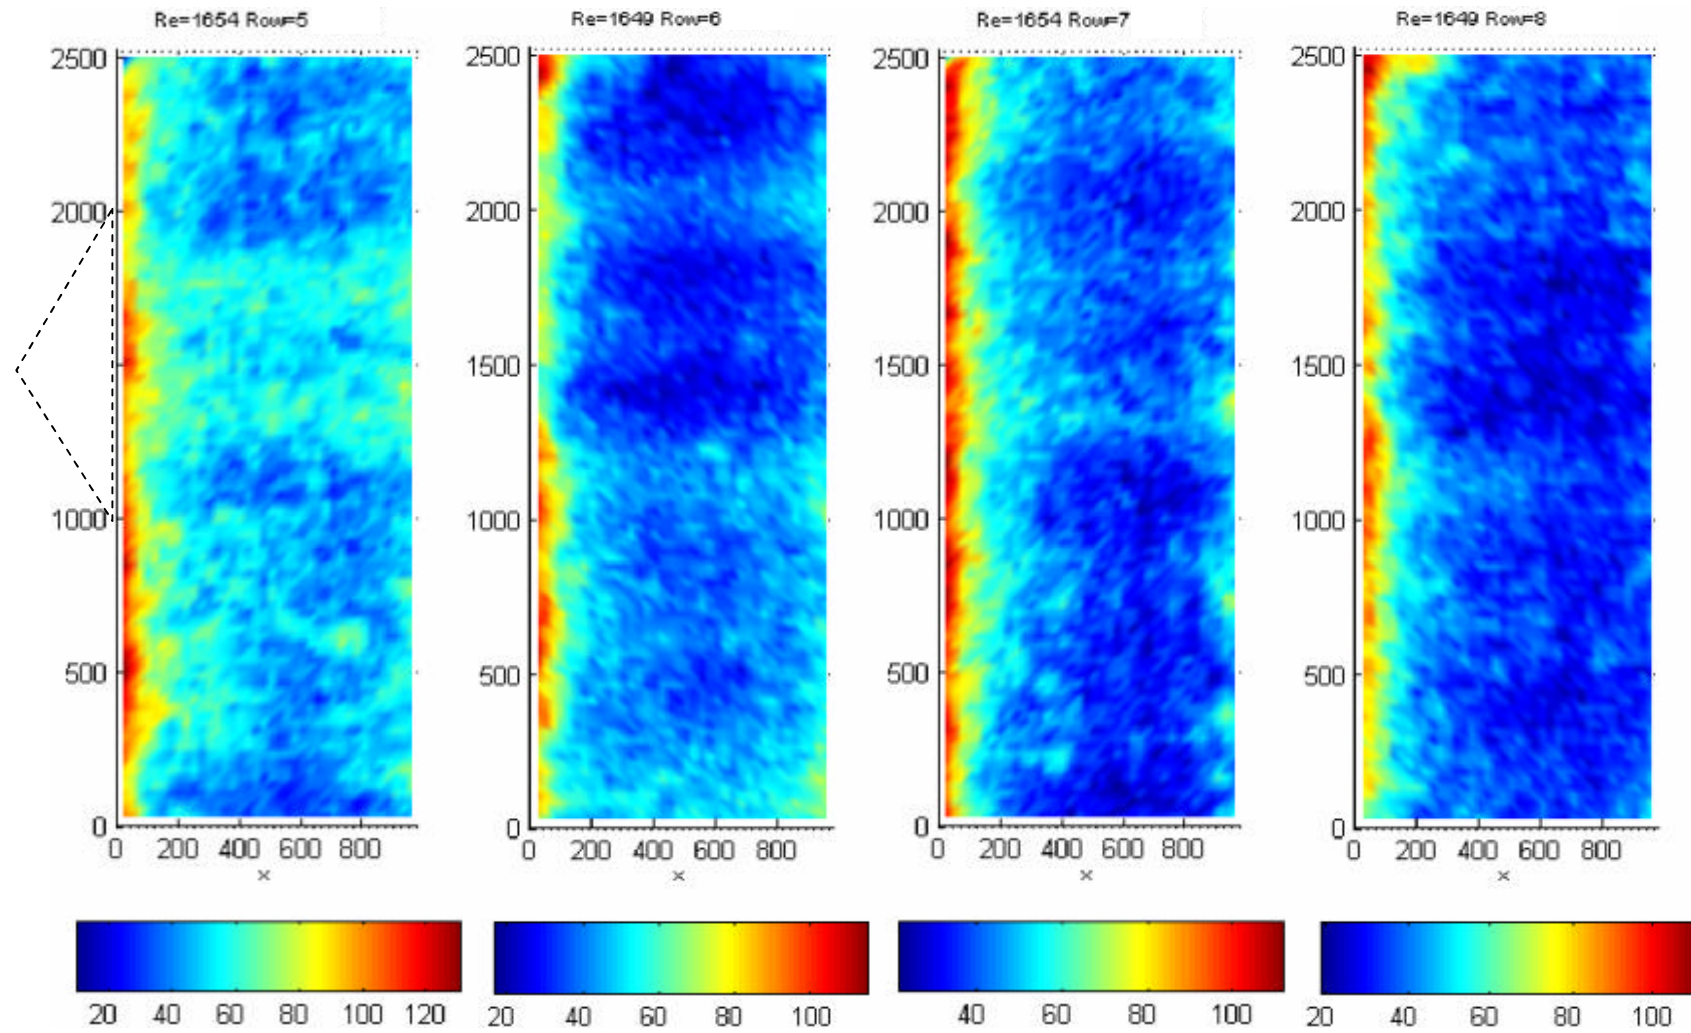 Re=1654 Row=5
Re=1649 Row=6
Re=1654 Row=7
Re=1649 Row=8
2500 2500 2500 2500
2000 2000 2000 2000
1500 1500 1500
1000 1000 1000 1000
500 500 500 500
0 0 0 0
0 200 400 600 800 0 200 400 600 800 0 200 400 600 800 0 200 400 600 800
x x x x
20 40 60 80 100 120 20 40 60 80 100 40 60 80 100 20 40 60 80 100